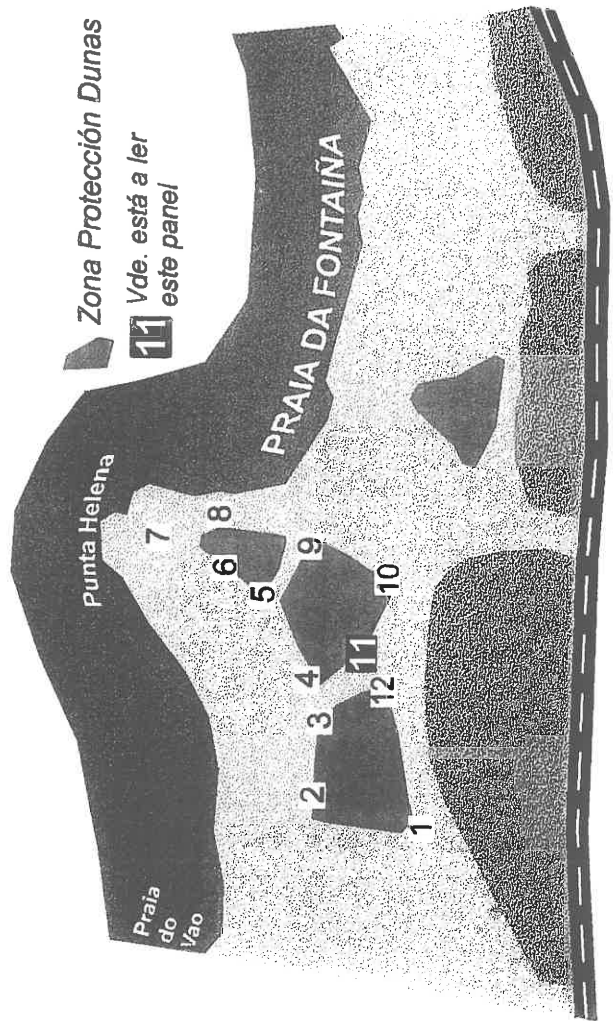 Zona Protección Dunas
11 Vde. está a ler
este panel
Punta Helena
Praia
do
Vao
PRAIA DA FONTAIÑA
1
2
3
4
5
6
7
8
9
10
11
12